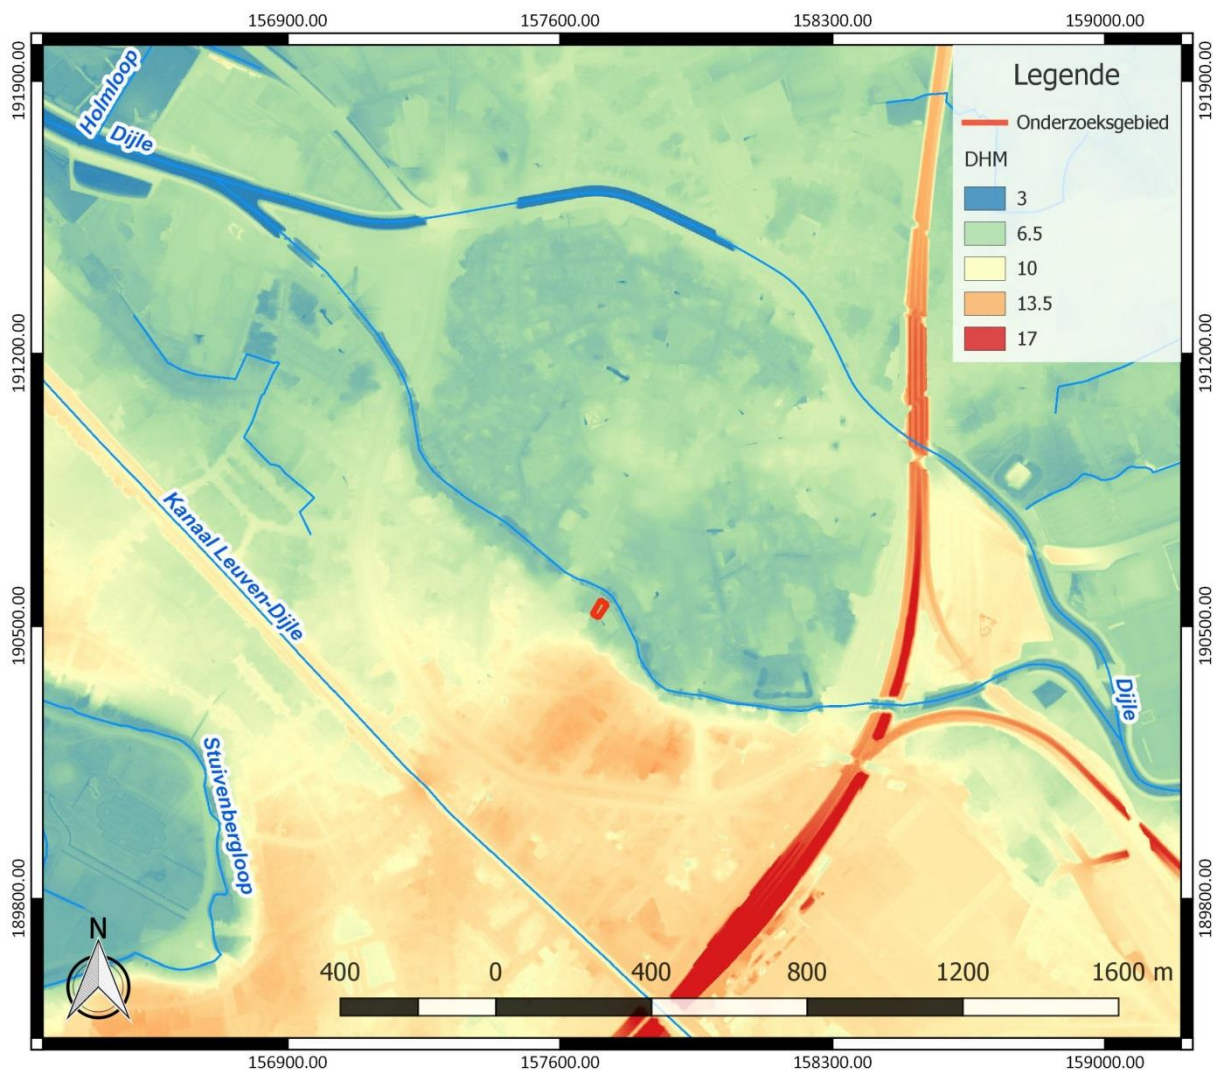 156900.00 157600.00 158300.00 159000.00
191900.00 191900.00
Holmloop
Dijle
Legende
Onderzoeksgebied
DHM
3
6.5
10
13.5
17
191200.00 191200.00
Kanaal Leuven-Dijle
190500.00 190500.00
Dijle
Stuivenbergloop
189800.00 189800.00
N
400 0 400 800 1200 1600 m
156900.00 157600.00 158300.00 159000.00